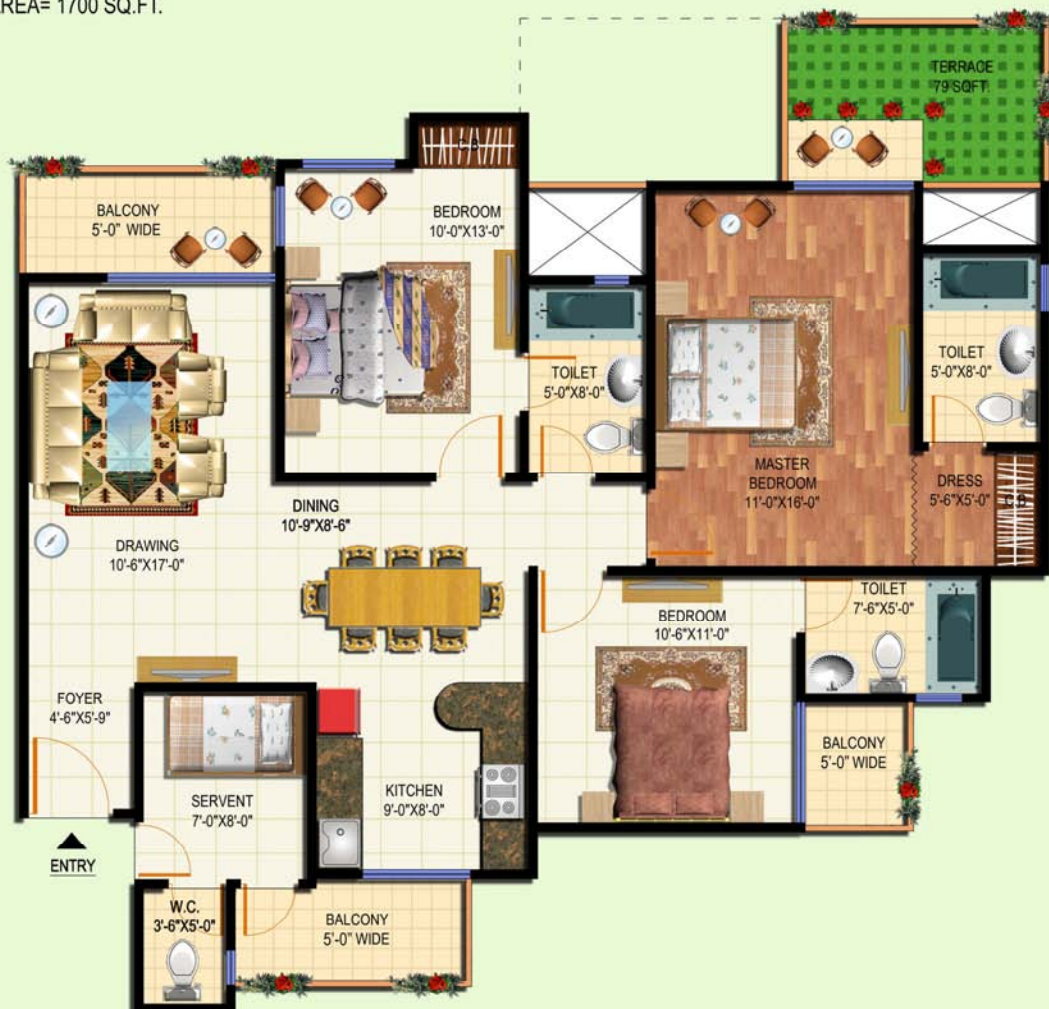 AREA= 1700 SQ.FT.
TERRACE
79 SQFT.
C.B
BALCONY
5'-0" WIDE
BEDROOM
10'-0"X13'-0"
TOILET
5'-0"X8'-0"
TOILET
5'-0"X8'-0"
MASTER
BEDROOM
11'-0"X16'-0"
DRESS
5'-6"X5'-0"
C.B
DINING
10'-9"X8'-6"
DRAWING
10'-6"X17'-0"
BEDROOM
10'-6"X11'-0"
TOILET
7'-6"X5'-0"
FOYER
4'-6"X5'-9"
BALCONY
5'-0" WIDE
SERVENT
7'-0"X8'-0"
KITCHEN
9'-0"X8'-0"
ENTRY
W.C.
3'-6"X5'-0"
BALCONY
5'-0" WIDE